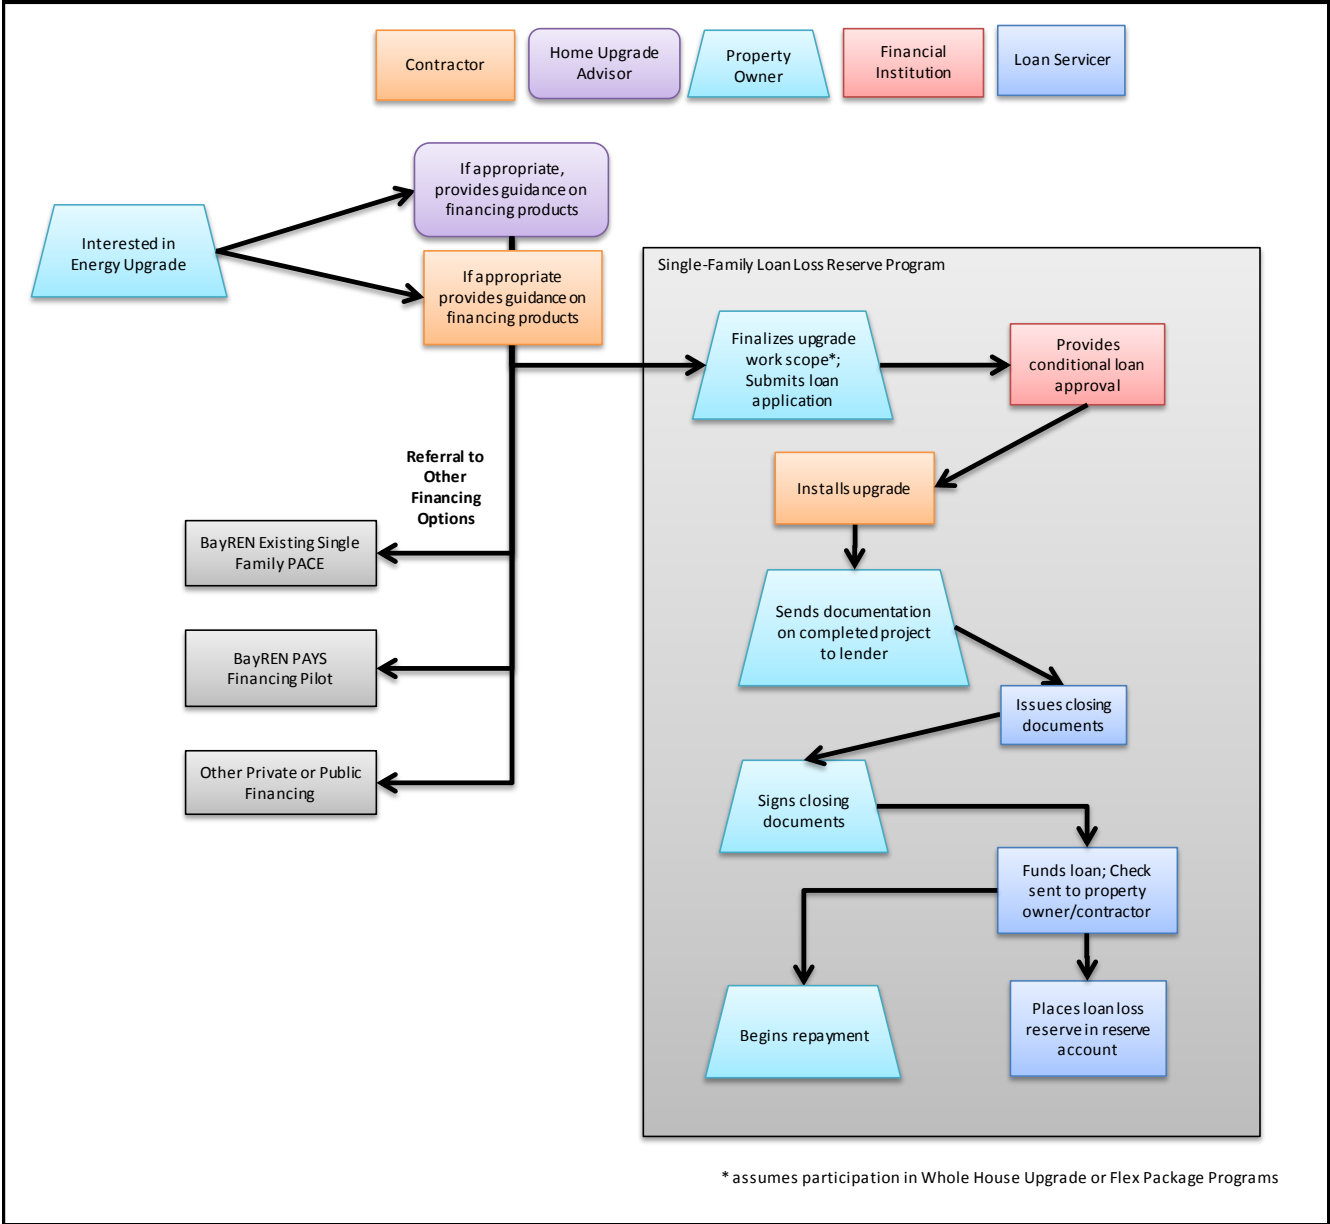 Contractor
Home Upgrade
Advisor
Property
Owner
Financial
Institution
Loan Servicer
If appropriate,
provides guidance on
financing products
Interested in
Energy Upgrade
If appropriate
provides guidance on
financing products
Single-Family Loan Loss Reserve Program
Finalizes upgrade
work scope*;
Submits loan
application
Provides
conditional loan
approval
Referral to
Other
Financing
Options
Installs upgrade
BayREN Existing Single
Family PACE
Sends documentation
on completed project
to lender
BayREN PAYS
Financing Pilot
Issues closing
documents
Other Private or Public
Financing
Signs closing
documents
Funds loan; Check
sent to property
owner/contractor
Begins repayment
Places loan loss
reserve in reserve
account
* assumes participation in Whole House Upgrade or Flex Package Programs